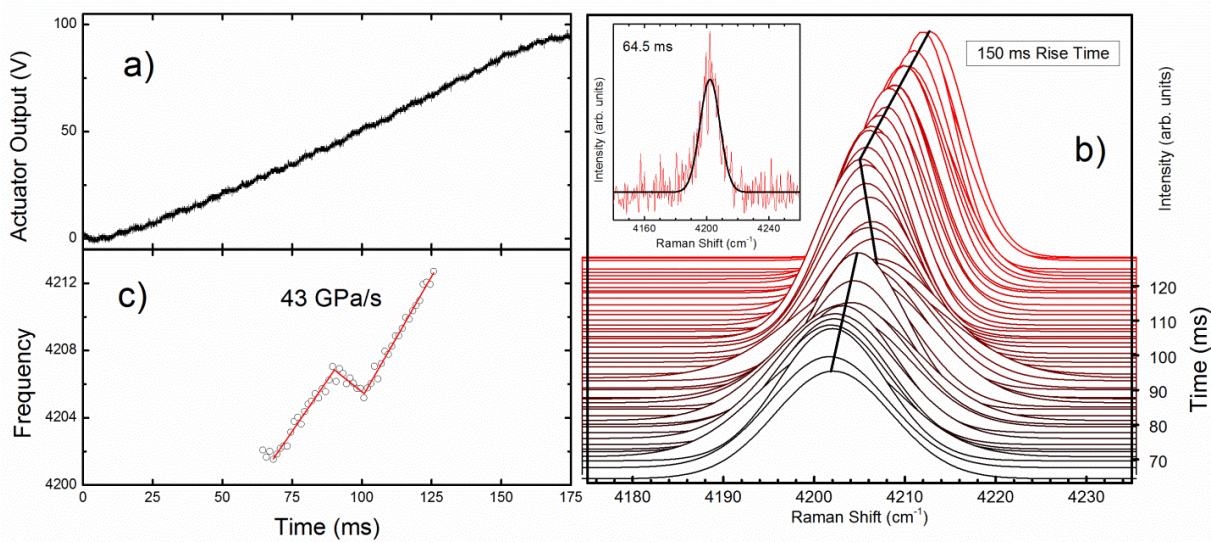 Actuator Output (V)
100
50
0
a)
Frequency
4212
4208
4204
4200
c)
43 GPa/s
0 25 50 75 100 125 150 175
Time (ms)
64.5 ms
Intensity (arb. units)
4160 4200 4240
Raman Shift (cm⁻¹)
150 ms Rise Time
b)
Intensity (arb. units)
120
110
100
90
80
70
Time (ms)
4180 4190 4200 4210 4220 4230
Raman Shift (cm⁻¹)